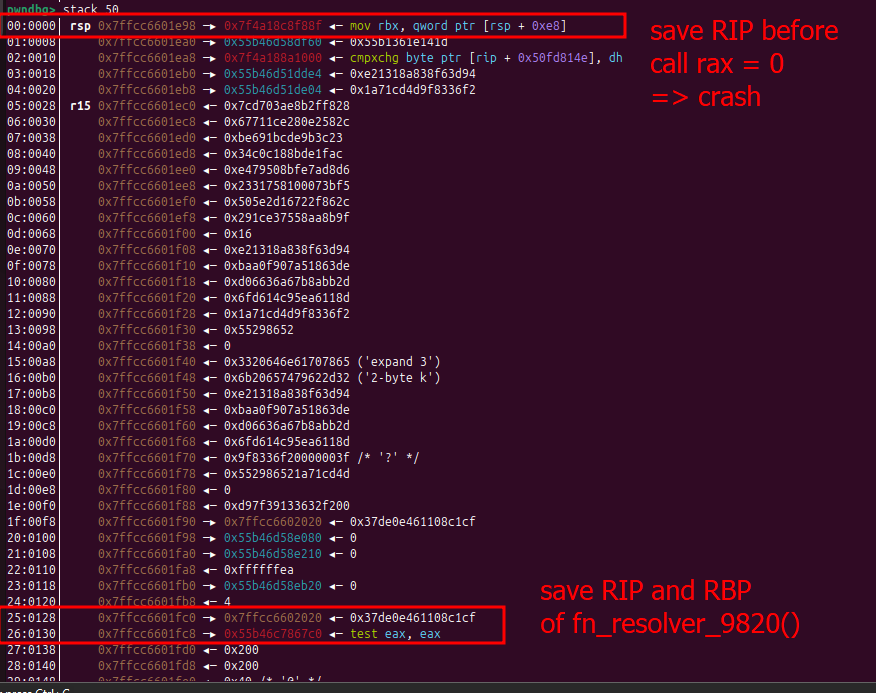 pwndbg> stack 50
00:0000│ rsp 0x7ffcc6601e98 —▸ 0x7f4a18c8f88f ◂— mov rbx, qword ptr [rsp + 0xe8]
01:0008│ 0x7ffcc6601ea0 —▸ 0x55b46d58df60 ◂— 0x55b1361e141d
02:0010│ 0x7ffcc6601ea8 —▸ 0x7f4a188a1000 ◂— cmpxchg byte ptr [rip + 0x50fd814e], dh
03:0018│ 0x7ffcc6601eb0 —▸ 0x55b46d51dde4 ◂— 0xe21318a838f63d94
04:0020│ 0x7ffcc6601eb8 —▸ 0x55b46d51de04 ◂— 0x1a71cd4d9f8336f2
05:0028│ r15 0x7ffcc6601ec0 ◂— 0x7cd703ae8b2ff828
06:0030│ 0x7ffcc6601ec8 ◂— 0x67711ce280e2582c
07:0038│ 0x7ffcc6601ed0 ◂— 0xbe691bcde9b3c23
08:0040│ 0x7ffcc6601ed8 ◂— 0x34c0c188bde1fac
09:0048│ 0x7ffcc6601ee0 ◂— 0xe479508bfe7ad8d6
0a:0050│ 0x7ffcc6601ee8 ◂— 0x2331758100073bf5
0b:0058│ 0x7ffcc6601ef0 ◂— 0x505e2d16722f862c
0c:0060│ 0x7ffcc6601ef8 ◂— 0x291ce37558aa8b9f
0d:0068│ 0x7ffcc6601f00 ◂— 0x16
0e:0070│ 0x7ffcc6601f08 ◂— 0xe21318a838f63d94
0f:0078│ 0x7ffcc6601f10 ◂— 0xbaa0f907a51863de
10:0080│ 0x7ffcc6601f18 ◂— 0xd06636a67b8abb2d
11:0088│ 0x7ffcc6601f20 ◂— 0x6fd614c95ea6118d
12:0090│ 0x7ffcc6601f28 ◂— 0x1a71cd4d9f8336f2
13:0098│ 0x7ffcc6601f30 ◂— 0x55298652
14:00a0│ 0x7ffcc6601f38 ◂— 0
15:00a8│ 0x7ffcc6601f40 ◂— 0x3320646e61707865 ('expand 3')
16:00b0│ 0x7ffcc6601f48 ◂— 0x6b20657479622d32 ('2-byte k')
17:00b8│ 0x7ffcc6601f50 ◂— 0xe21318a838f63d94
18:00c0│ 0x7ffcc6601f58 ◂— 0xbaa0f907a51863de
19:00c8│ 0x7ffcc6601f60 ◂— 0xd06636a67b8abb2d
1a:00d0│ 0x7ffcc6601f68 ◂— 0x6fd614c95ea6118d
1b:00d8│ 0x7ffcc6601f70 ◂— 0x9f8336f20000003f /* '?' */
1c:00e0│ 0x7ffcc6601f78 ◂— 0x552986521a71cd4d
1d:00e8│ 0x7ffcc6601f80 ◂— 0
1e:00f0│ 0x7ffcc6601f88 ◂— 0xd97f39133632f200
1f:00f8│ 0x7ffcc6601f90 —▸ 0x7ffcc6602020 ◂— 0x37de0e461108c1cf
20:0100│ 0x7ffcc6601f98 —▸ 0x55b46d58e080 ◂— 0
21:0108│ 0x7ffcc6601fa0 —▸ 0x55b46d58e210 ◂— 0
22:0110│ 0x7ffcc6601fa8 ◂— 0xffffffea
23:0118│ 0x7ffcc6601fb0 —▸ 0x55b46d58eb20 ◂— 0
24:0120│ 0x7ffcc6601fb8 ◂— 4
25:0128│ 0x7ffcc6601fc0 —▸ 0x7ffcc6602020 ◂— 0x37de0e461108c1cf
26:0130│ 0x7ffcc6601fc8 —▸ 0x55b46c7867c0 ◂— test eax, eax
27:0138│ 0x7ffcc6601fd0 ◂— 0x200
28:0140│ 0x7ffcc6601fd8 ◂— 0x200
save RIP before
call rax = 0
=> crash
save RIP and RBP
of fn_resolver_9820()